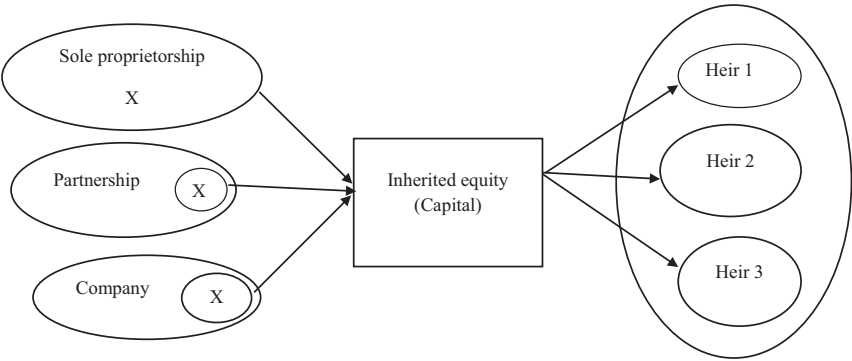 Sole proprietorship
X
Partnership
X
Company
X
Inherited equity
(Capital)
Heir 1
Heir 2
Heir 3